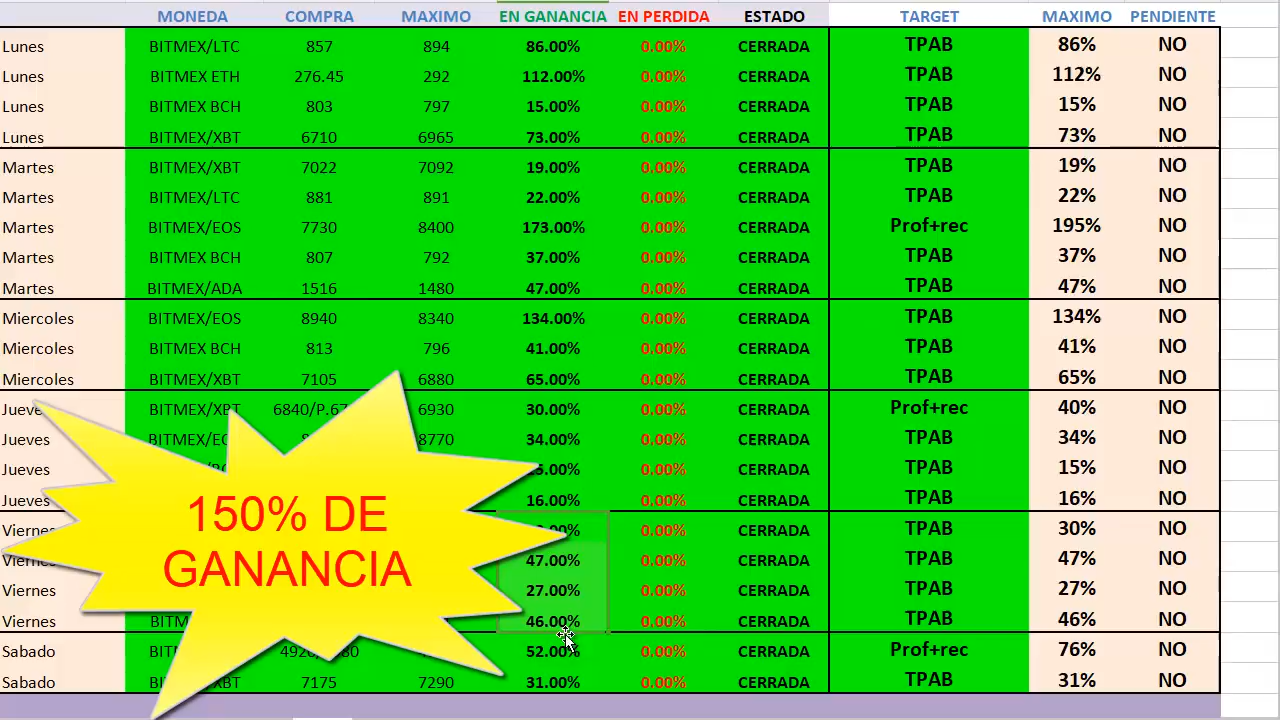 MONEDA COMPRA MAXIMO EN GANANCIA EN PERDIDA ESTADO TARGET MAXIMO PENDIENTE
Lunes BITMEX/LTC 857 894 86.00% 0.00% CERRADA TPAB 86% NO
Lunes BITMEX ETH 276.45 292 112.00% 0.00% CERRADA TPAB 112% NO
Lunes BITMEX BCH 803 797 15.00% 0.00% CERRADA TPAB 15% NO
Lunes BITMEX/XBT 6710 6965 73.00% 0.00% CERRADA TPAB 73% NO
Martes BITMEX/XBT 7022 7092 19.00% 0.00% CERRADA TPAB 19% NO
Martes BITMEX/LTC 881 891 22.00% 0.00% CERRADA TPAB 22% NO
Martes BITMEX/EOS 7730 8400 173.00% 0.00% CERRADA Prof+rec 195% NO
Martes BITMEX BCH 807 792 37.00% 0.00% CERRADA TPAB 37% NO
Martes BITMEX/ADA 1516 1480 47.00% 0.00% CERRADA TPAB 47% NO
Miercoles BITMEX/EOS 8940 8340 134.00% 0.00% CERRADA TPAB 134% NO
Miercoles BITMEX BCH 813 796 41.00% 0.00% CERRADA TPAB 41% NO
Miercoles BITMEX/XBT 7105 6880 65.00% 0.00% CERRADA TPAB 65% NO
Jueves 6930 30.00% 0.00% CERRADA Prof+rec 40% NO
Jueves 8770 34.00% 0.00% CERRADA TPAB 34% NO
Jueves 0.00% CERRADA TPAB 15% NO
Jueves 16.00% 0.00% CERRADA TPAB 16% NO
Viernes 0.00% CERRADA TPAB 30% NO
Viernes 47.00% 0.00% CERRADA TPAB 47% NO
Viernes 27.00% 0.00% CERRADA TPAB 27% NO
Viernes 46.00% 0.00% CERRADA TPAB 46% NO
Sabado 52.00% 0.00% CERRADA Prof+rec 76% NO
Sabado 7175 7290 31.00% 0.00% CERRADA TPAB 31% NO
150% DE
GANANCIA